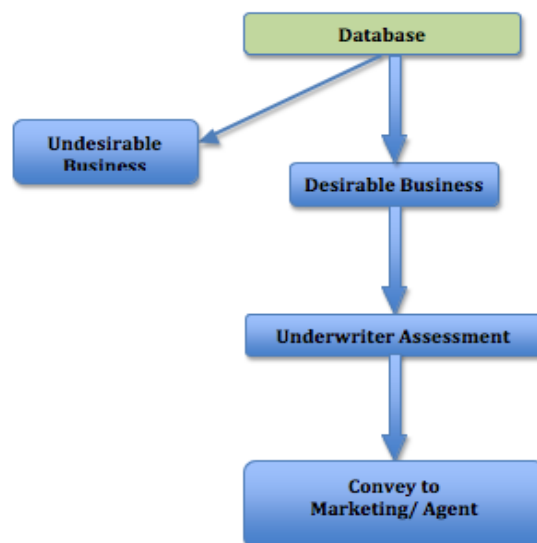 Database
Undesirable
Business
Desirable Business
Underwriter Assessment
Convey to
Marketing/ Agent